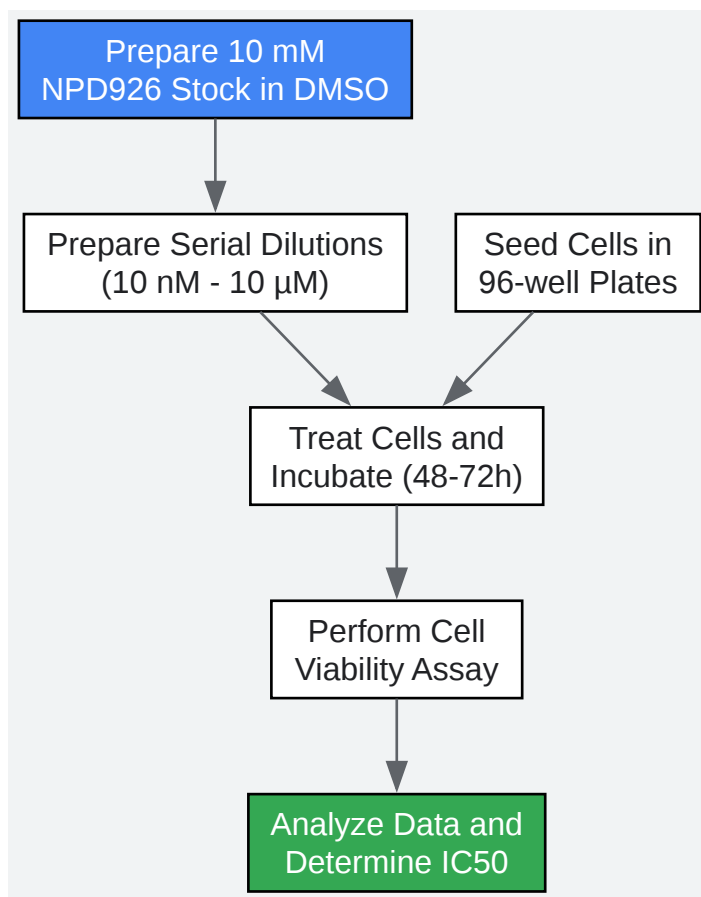 Prepare 10 mM
NPD926 Stock in DMSO
Prepare Serial Dilutions
(10 nM - 10 µM)
Seed Cells in
96-well Plates
Treat Cells and
Incubate (48-72h)
Perform Cell
Viability Assay
Analyze Data and
Determine IC50